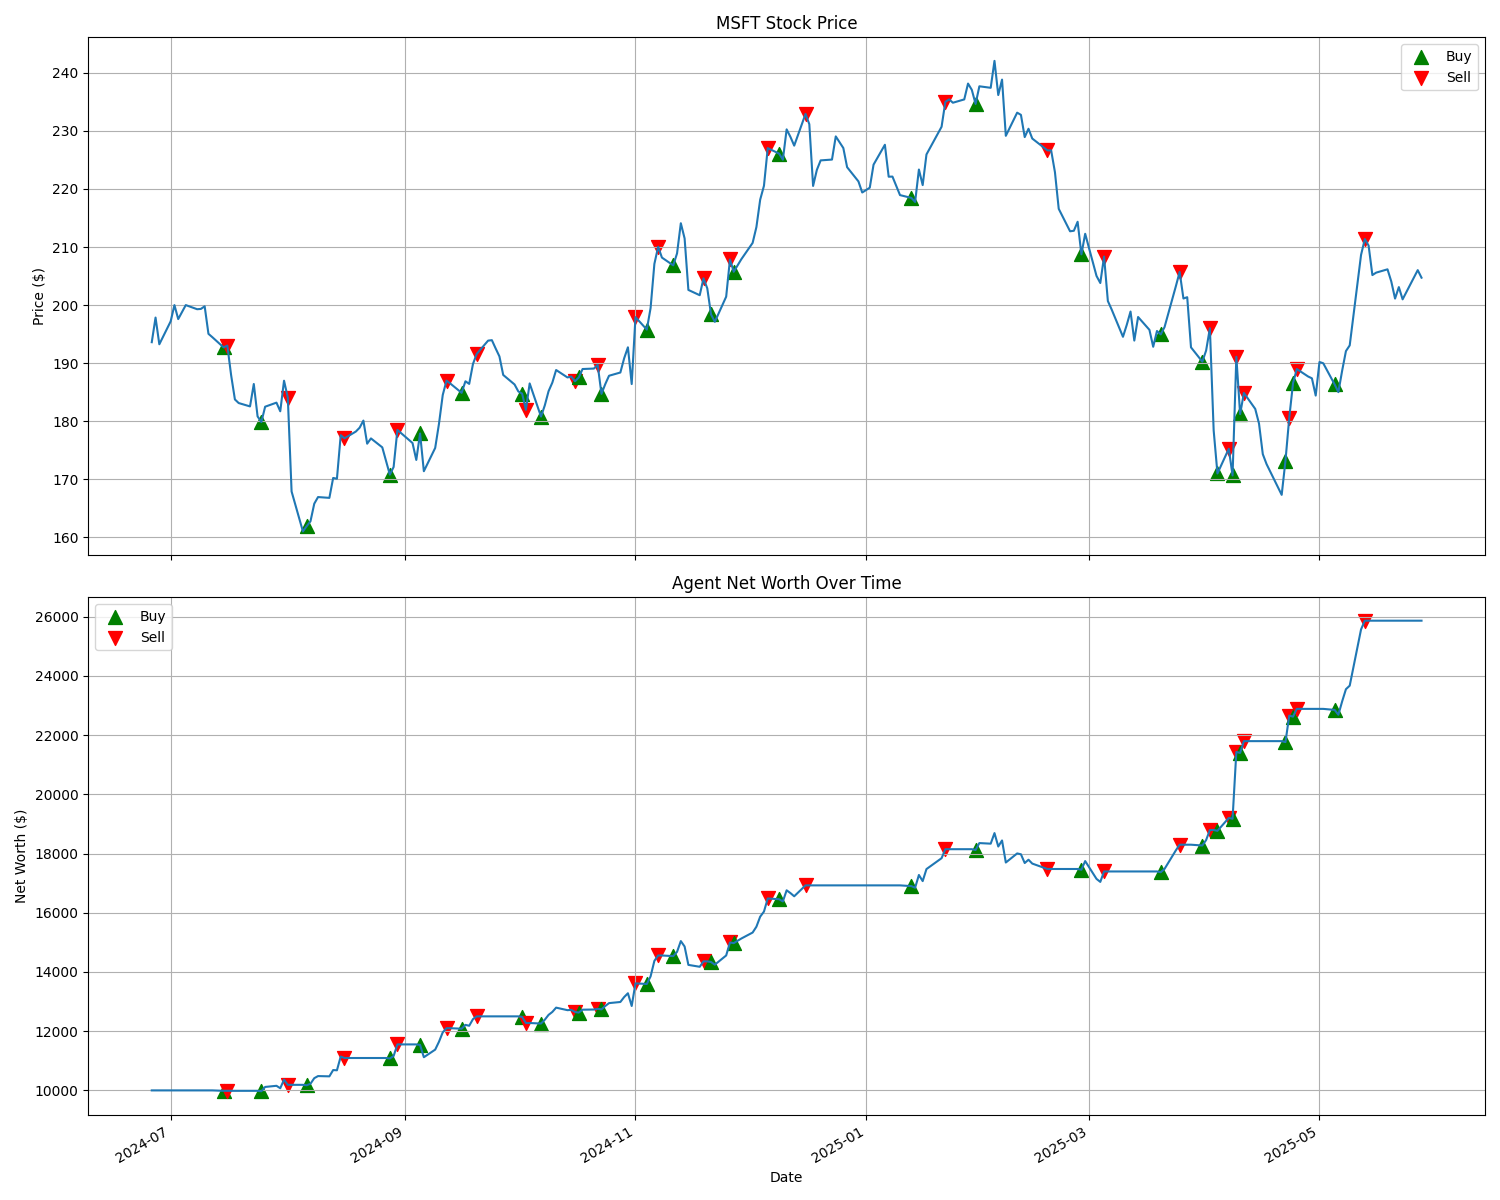 MSFT Stock Price
Price ($)
240
230
220
210
200
190
180
170
160
Buy
Sell
Agent Net Worth Over Time
Net Worth ($)
26000
24000
22000
20000
18000
16000
14000
12000
10000
Buy
Sell
2024-07
2024-09
2024-11
2025-01
2025-03
2025-05
Date